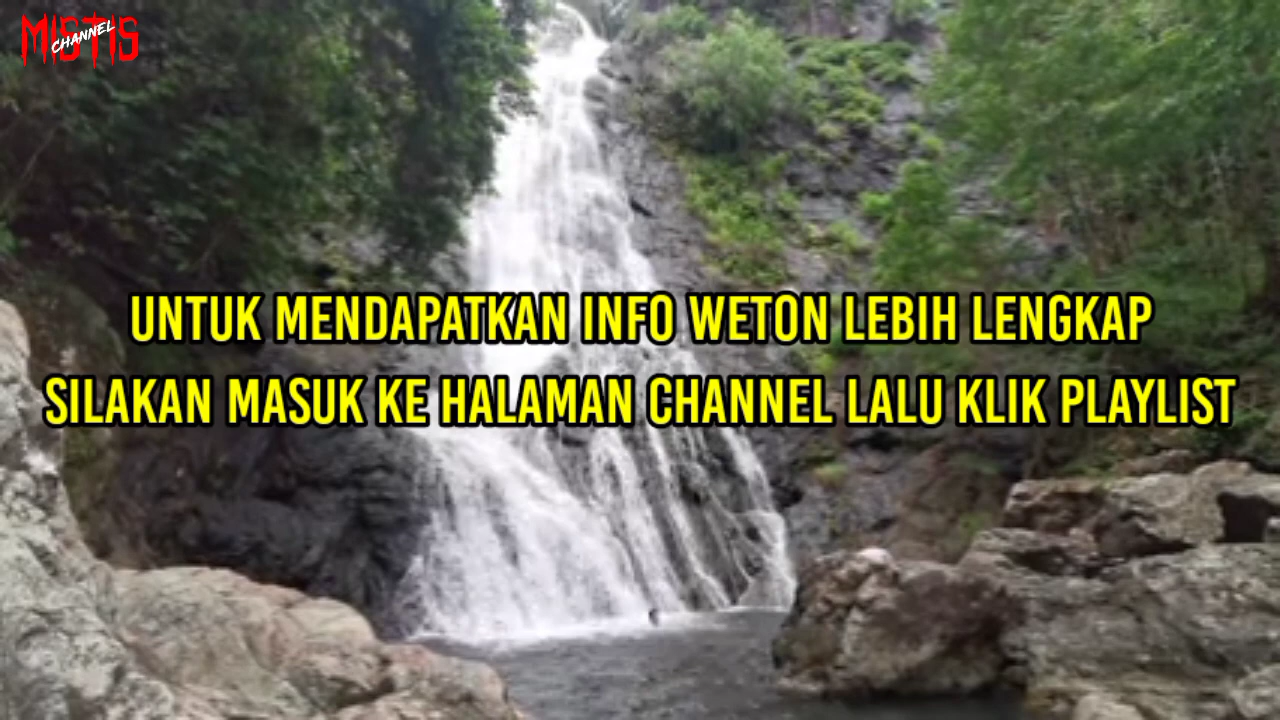 MISTIS
CHANNEL
UNTUK MENDAPATKAN INFO WETON LEBIH LENGKAP
SILAKAN MASUK KE HALAMAN CHANNEL LALU KLIK PLAYLIST